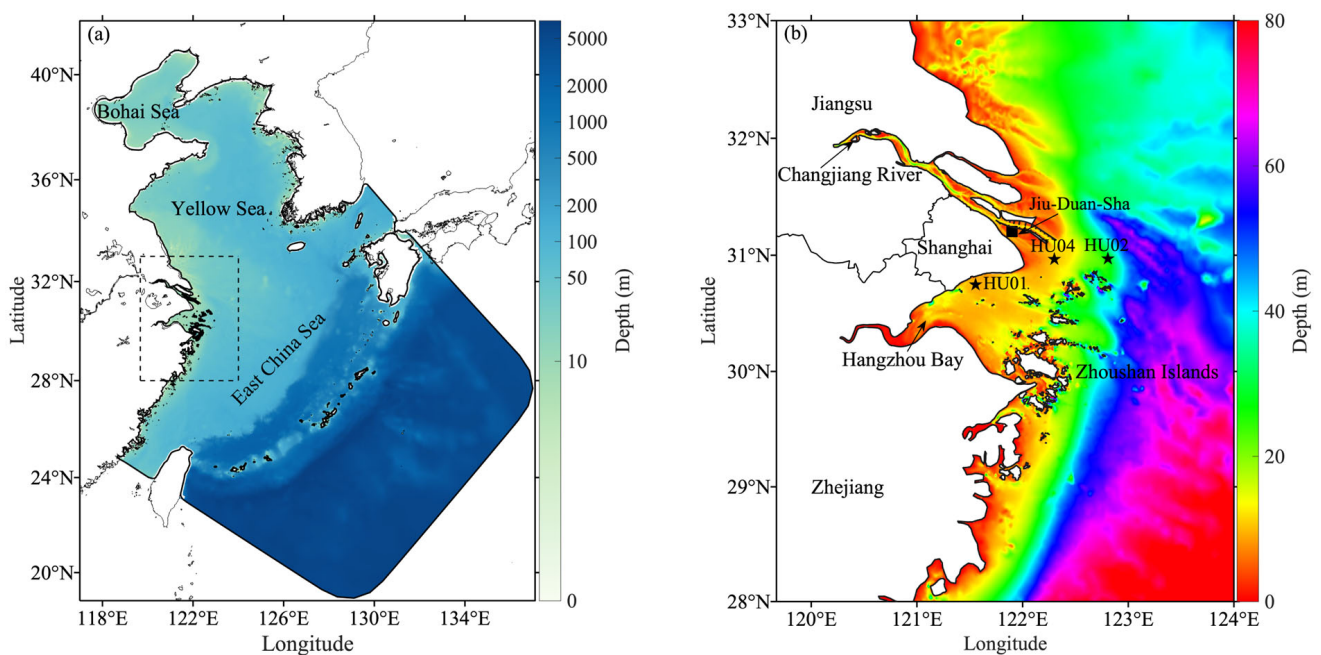 (a)
40°N
36°N
32°N
28°N
24°N
20°N
Latitude
118°E
122°E
126°E
130°E
134°E
Longitude
Bohai Sea
Yellow Sea
East China Sea
5000
2000
1000
500
200
100
50
10
0
Depth (m)
(b)
33°N
32°N
31°N
30°N
29°N
28°N
Latitude
120°E
121°E
122°E
123°E
124°E
Longitude
Jiangsu
Changjiang River
Jiu-Duan-Sha
Shanghai
HU04
HU02
HU01
Hangzhou Bay
Zhoushan Islands
Zhejiang
80
60
40
20
0
Depth (m)